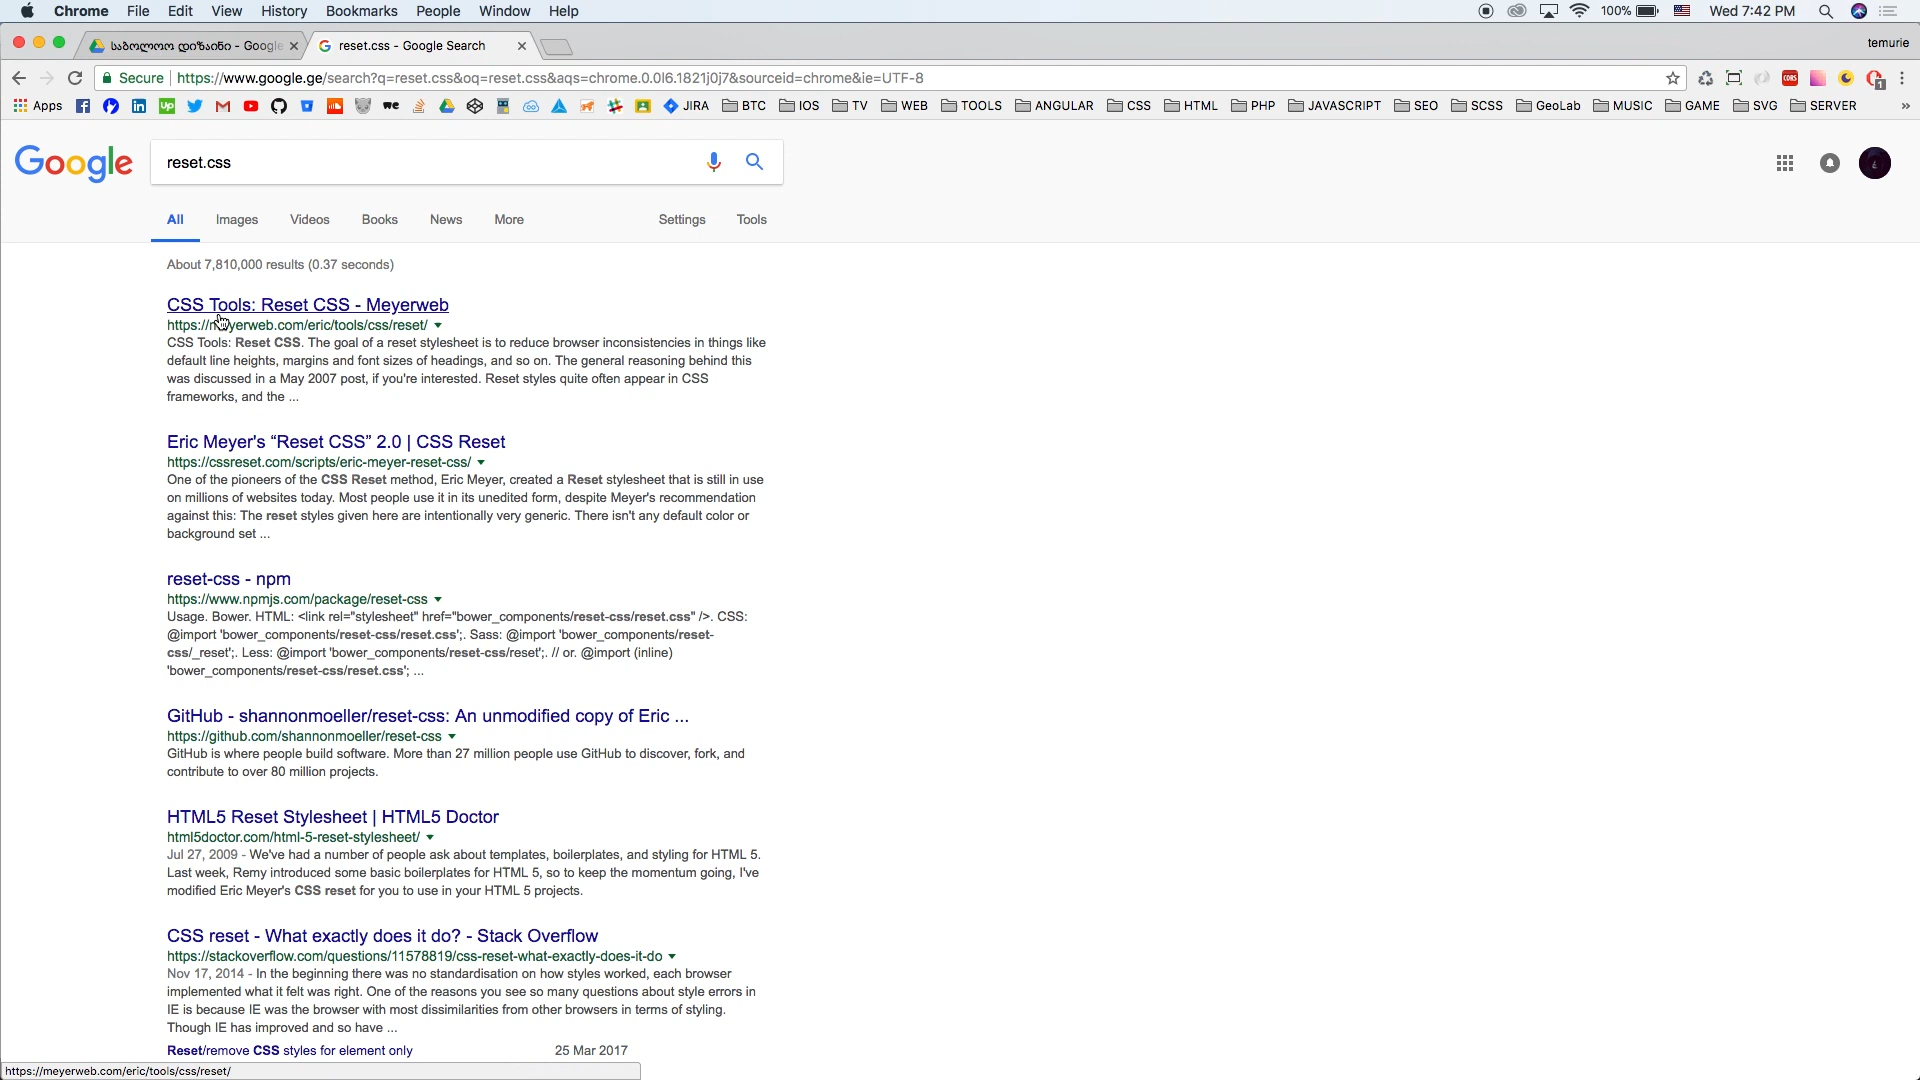 Chrome File Edit View History Bookmarks People Window Help 100% Wed 7:42 PM
საბოლოო დიზაინი - Google reset.css - Google Search temurie
Secure https://www.google.ge/search?q=reset.css&oq=reset.css&aqs=chrome.0.0l6.1821j0j7&sourceid=chrome&ie=UTF-8
Apps JIRA BTC IOS TV WEB TOOLS ANGULAR CSS HTML PHP JAVASCRIPT SEO SCSS GeoLab MUSIC GAME SVG SERVER »
Google reset.css
All Images Videos Books News More Settings Tools
About 7,810,000 results (0.37 seconds)
CSS Tools: Reset CSS - Meyerweb
https://meyerweb.com/eric/tools/css/reset/
CSS Tools: Reset CSS. The goal of a reset stylesheet is to reduce browser inconsistencies in things like
default line heights, margins and font sizes of headings, and so on. The general reasoning behind this
was discussed in a May 2007 post, if you're interested. Reset styles quite often appear in CSS
frameworks, and the ...
Eric Meyer's “Reset CSS” 2.0 | CSS Reset
https://cssreset.com/scripts/eric-meyer-reset-css/
One of the pioneers of the CSS Reset method, Eric Meyer, created a Reset stylesheet that is still in use
on millions of websites today. Most people use it in its unedited form, despite Meyer's recommendation
against this: The reset styles given here are intentionally very generic. There isn't any default color or
background set ...
reset-css - npm
https://www.npmjs.com/package/reset-css
Usage. Bower. HTML: <link rel="stylesheet" href="bower_components/reset-css/reset.css" />. CSS:
@import 'bower_components/reset-css/reset.css';. Sass: @import 'bower_components/reset-
css/_reset';. Less: @import 'bower_components/reset-css/reset';. // or. @import (inline)
'bower_components/reset-css/reset.css'; ...
GitHub - shannonmoeller/reset-css: An unmodified copy of Eric ...
https://github.com/shannonmoeller/reset-css
GitHub is where people build software. More than 27 million people use GitHub to discover, fork, and
contribute to over 80 million projects.
HTML5 Reset Stylesheet | HTML5 Doctor
html5doctor.com/html-5-reset-stylesheet/
Jul 27, 2009 - We've had a number of people ask about templates, boilerplates, and styling for HTML 5.
Last week, Remy introduced some basic boilerplates for HTML 5, so to keep the momentum going, I've
modified Eric Meyer's CSS reset for you to use in your HTML 5 projects.
CSS reset - What exactly does it do? - Stack Overflow
https://stackoverflow.com/questions/11578819/css-reset-what-exactly-does-it-do
Nov 17, 2014 - In the beginning there was no standardisation on how styles worked, each browser
implemented what it felt was right. One of the reasons you see so many questions about style errors in
IE is because IE was the browser with most dissimilarities from other browsers in terms of styling.
Though IE has improved and so have ...
Reset/remove CSS styles for element only 25 Mar 2017
https://meyerweb.com/eric/tools/css/reset/